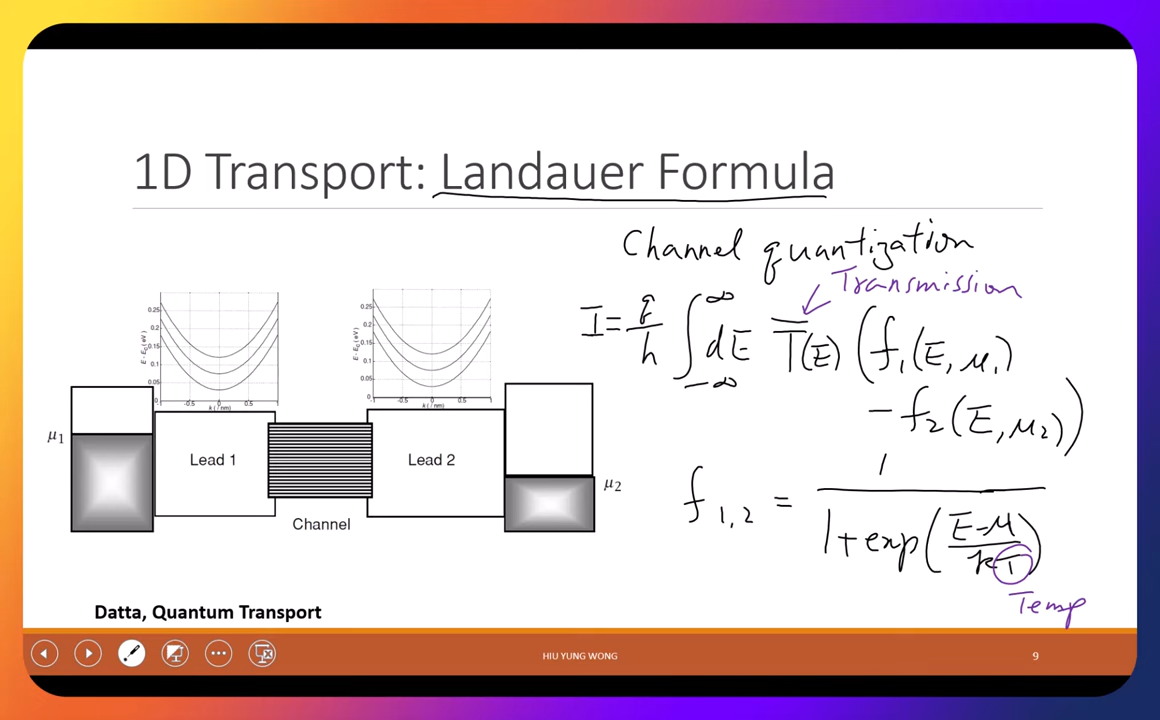 1D Transport: Landauer Formula
Channel quantization
Transmission
I = q/h ∫_{-∞}^{∞} dE T̅(E) (f₁(E, μ₁)
- f₂(E, μ₂))
f₁,₂ = 1 / (1 + exp((E-μ)/kT))
Temp
E - E_C (eV)
0.25
0.2
0.15
0.1
0.05
0
-1
-0.5
0
0.5
1
k ( / nm)
E - E_C (eV)
0.25
0.2
0.15
0.1
0.05
0
-1
-0.5
0
0.5
k ( / nm)
μ₁
Lead 1
Lead 2
μ₂
Channel
Datta, Quantum Transport
HIU YUNG WONG
9